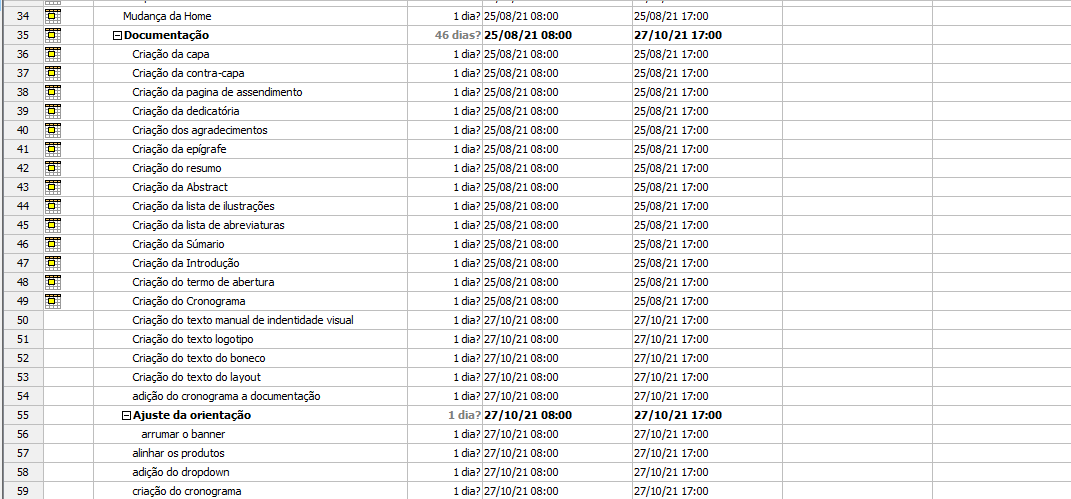 34 Mudança da Home 1 dia? 25/08/21 08:00 25/08/21 17:00
35 Documentação 46 dias? 25/08/21 08:00 27/10/21 17:00
36 Criação da capa 1 dia? 25/08/21 08:00 25/08/21 17:00
37 Criação da contra-capa 1 dia? 25/08/21 08:00 25/08/21 17:00
38 Criação da pagina de assendimento 1 dia? 25/08/21 08:00 25/08/21 17:00
39 Criação da dedicatória 1 dia? 25/08/21 08:00 25/08/21 17:00
40 Criação dos agradecimentos 1 dia? 25/08/21 08:00 25/08/21 17:00
41 Criação da epígrafe 1 dia? 25/08/21 08:00 25/08/21 17:00
42 Criação do resumo 1 dia? 25/08/21 08:00 25/08/21 17:00
43 Criação da Abstract 1 dia? 25/08/21 08:00 25/08/21 17:00
44 Criação da lista de ilustrações 1 dia? 25/08/21 08:00 25/08/21 17:00
45 Criação da lista de abreviaturas 1 dia? 25/08/21 08:00 25/08/21 17:00
46 Criação da Súmario 1 dia? 25/08/21 08:00 25/08/21 17:00
47 Criação da Introdução 1 dia? 25/08/21 08:00 25/08/21 17:00
48 Criação do termo de abertura 1 dia? 25/08/21 08:00 25/08/21 17:00
49 Criação do Cronograma 1 dia? 25/08/21 08:00 25/08/21 17:00
50 Criação do texto manual de indentidade visual 1 dia? 27/10/21 08:00 27/10/21 17:00
51 Criação do texto logotipo 1 dia? 27/10/21 08:00 27/10/21 17:00
52 Criação do texto do boneco 1 dia? 27/10/21 08:00 27/10/21 17:00
53 Criação do texto do layout 1 dia? 27/10/21 08:00 27/10/21 17:00
54 adição do cronograma a documentação 1 dia? 27/10/21 08:00 27/10/21 17:00
55 Ajuste da orientação 1 dia? 27/10/21 08:00 27/10/21 17:00
56 arrumar o banner 1 dia? 27/10/21 08:00 27/10/21 17:00
57 alinhar os produtos 1 dia? 27/10/21 08:00 27/10/21 17:00
58 adição do dropdown 1 dia? 27/10/21 08:00 27/10/21 17:00
59 criação do cronograma 1 dia? 27/10/21 08:00 27/10/21 17:00